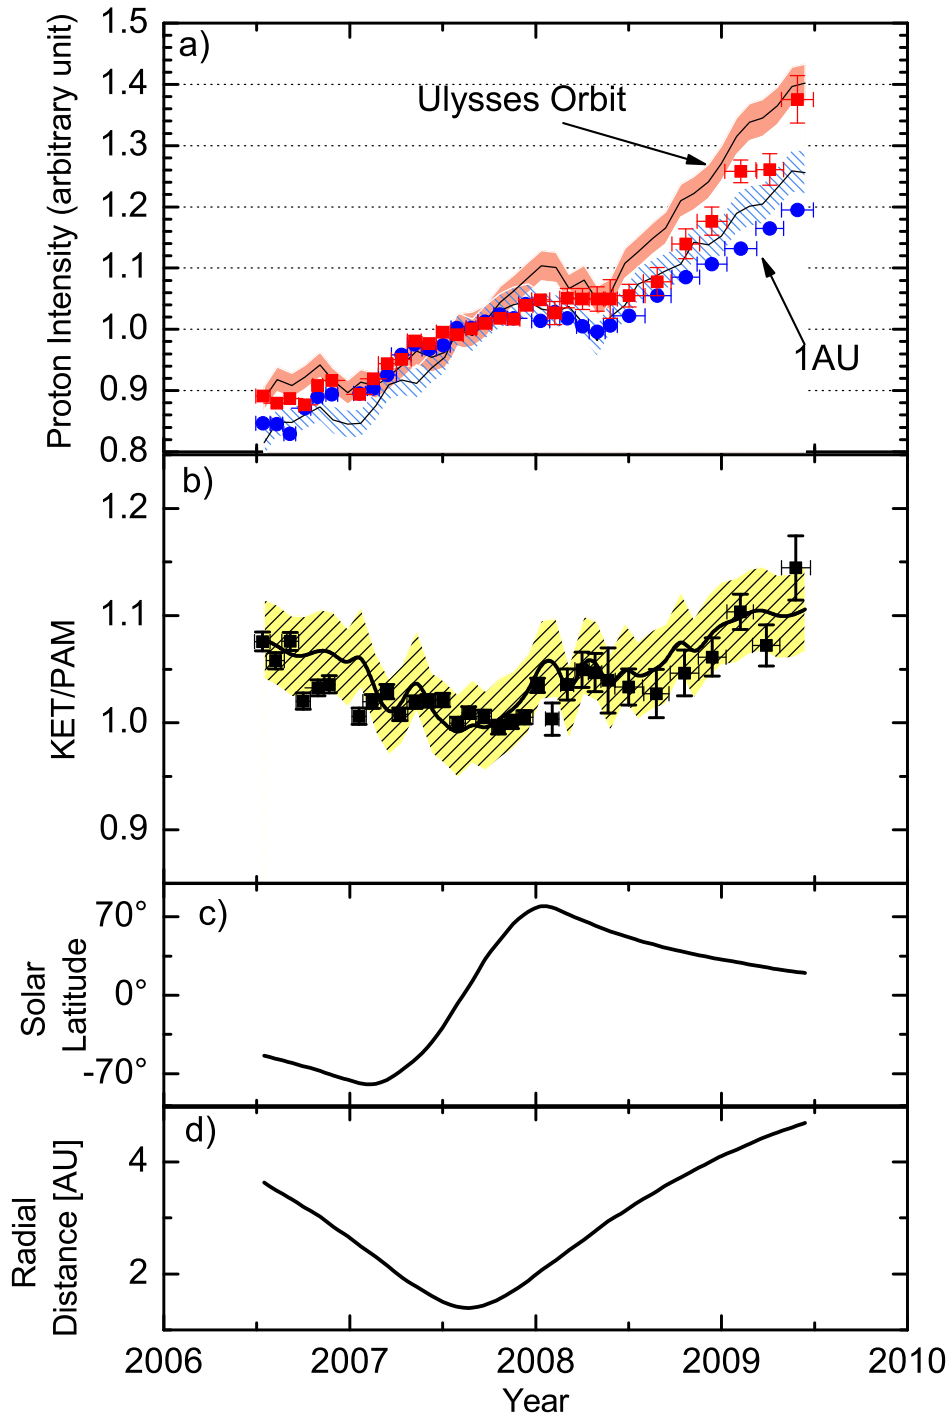 1.5
a)
1.4
Ulysses Orbit
1.3
1.2
1.1
1.0
1AU
0.9
0.8
Proton Intensity (arbitrary unit)
b)
1.2
1.1
1.0
0.9
KET/PAM
c)
70°
0°
-70°
Solar
Latitude
d)
4
2
Radial
Distance [AU]
2006 2007 2008 2009 2010
Year